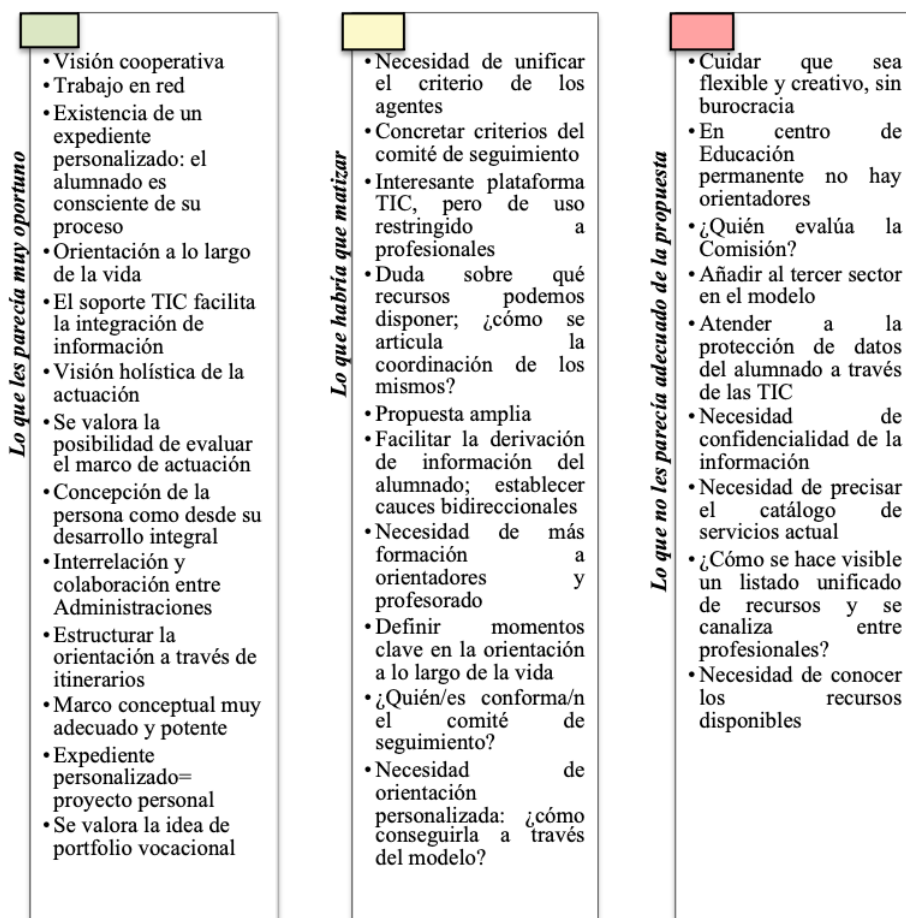 Lo que les parecía muy oportuno
• Visión cooperativa
• Trabajo en red
• Existencia de un
expediente
personalizado: el
alumnado es
consciente de su
proceso
• Orientación a lo largo
de la vida
• El soporte TIC facilita
la integración de
información
• Visión holística de la
actuación
• Se valora la
posibilidad de evaluar
el marco de actuación
• Concepción de la
persona como desde su
desarrollo integral
• Interrelación y
colaboración entre
Administraciones
• Estructurar la
orientación a través de
itinerarios
• Marco conceptual muy
adecuado y potente
• Expediente
personalizado=
proyecto personal
• Se valora la idea de
portfolio vocacional
Lo que habría que matizar
• Necesidad de unificar
el criterio de los
agentes
• Concretar criterios del
comité de seguimiento
• Interesante plataforma
TIC, pero de uso
restringido a
profesionales
• Duda sobre qué
recursos podemos
disponer; ¿cómo se
articula la
coordinación de los
mismos?
• Propuesta amplia
• Facilitar la derivación
de información del
alumnado; establecer
cauces bidireccionales
• Necesidad de más
formación a
orientadores y
profesorado
• Definir momentos
clave en la orientación
a lo largo de la vida
• ¿Quién/es conforma/n
el comité de
seguimiento?
• Necesidad de
orientación
personalizada: ¿cómo
conseguirla a través
del modelo?
Lo que no les parecía adecuado de la propuesta
• Cuidar que sea
flexible y creativo, sin
burocracia
• En centro de
Educación
permanente no hay
orientadores
• ¿Quién evalúa la
Comisión?
• Añadir al tercer sector
en el modelo
• Atender a la
protección de datos
del alumnado a través
de las TIC
• Necesidad de
confidencialidad de la
información
• Necesidad de precisar
el catálogo de
servicios actual
• ¿Cómo se hace visible
un listado unificado
de recursos y se
canaliza entre
profesionales?
• Necesidad de conocer
los recursos
disponibles